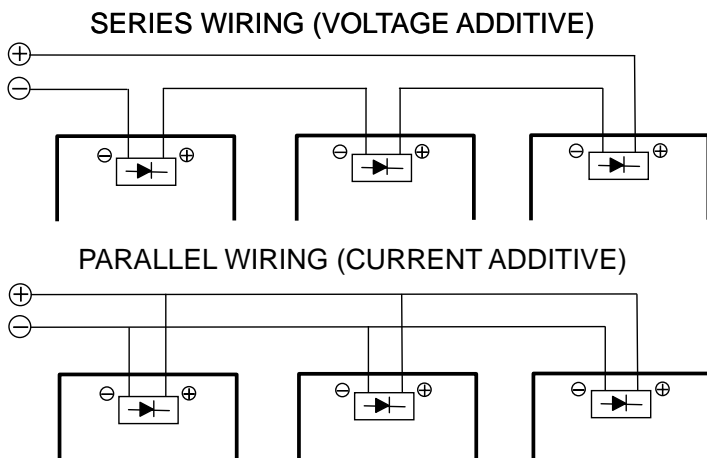 SERIES WIRING (VOLTAGE ADDITIVE)
+
−
− + − + − +
PARALLEL WIRING (CURRENT ADDITIVE)
+
−
− + − + − +